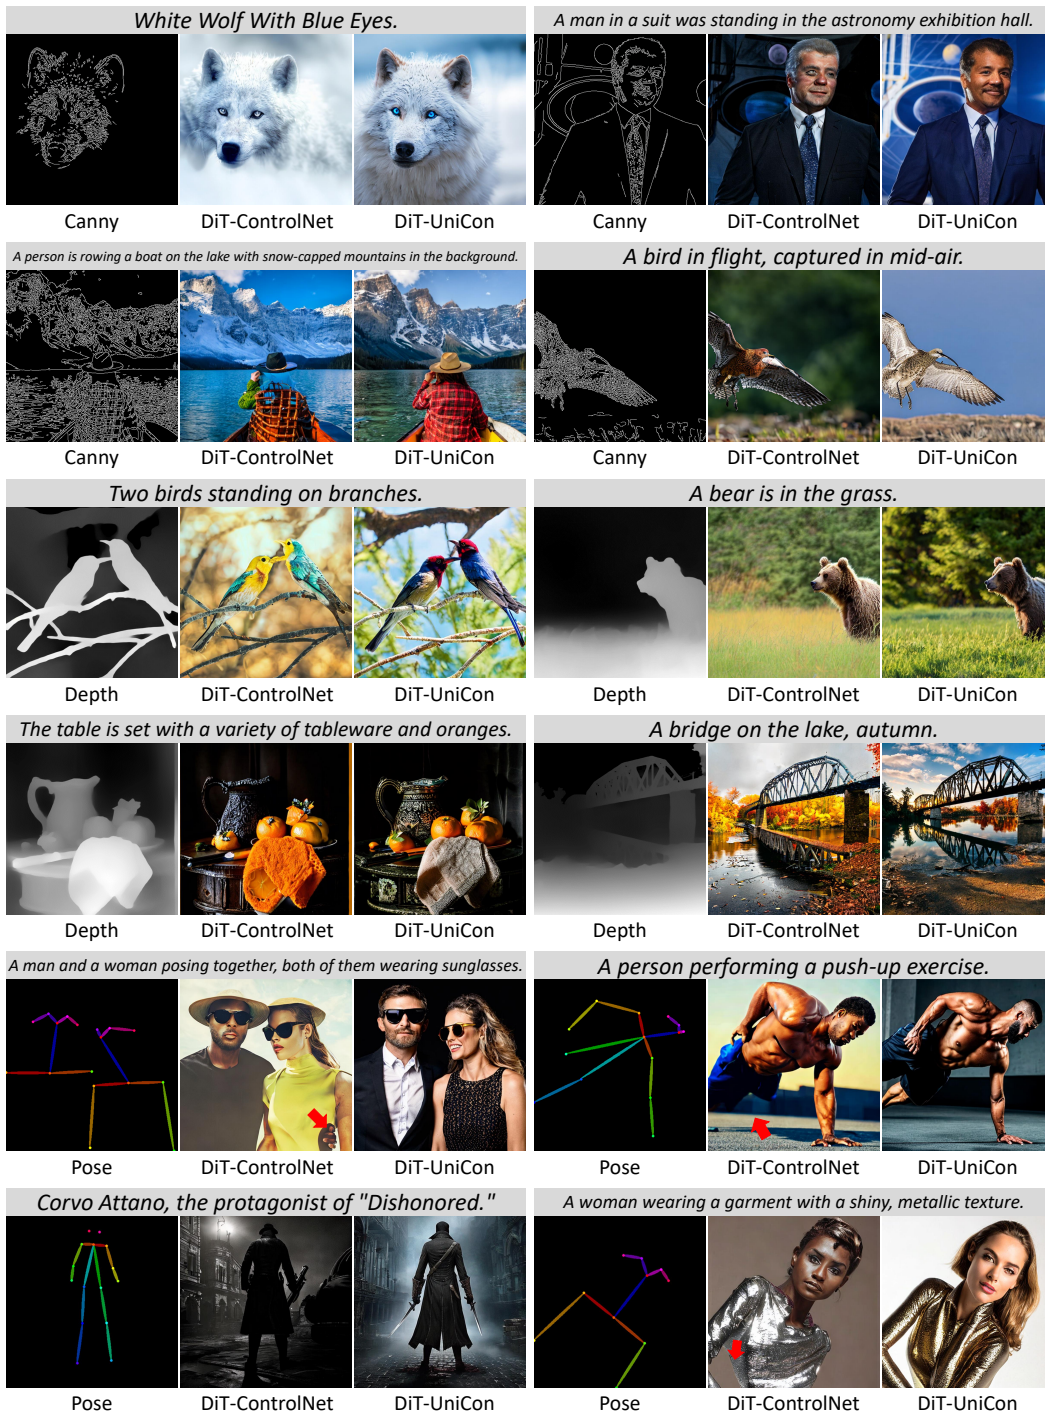 White Wolf With Blue Eyes.
A man in a suit was standing in the astronomy exhibition hall.
Canny
DiT-ControlNet
DiT-UniCon
Canny
DiT-ControlNet
DiT-UniCon
A person is rowing a boat on the lake with snow-capped mountains in the background.
A bird in flight, captured in mid-air.
Canny
DiT-ControlNet
DiT-UniCon
Canny
DiT-ControlNet
DiT-UniCon
Two birds standing on branches.
A bear is in the grass.
Depth
DiT-ControlNet
DiT-UniCon
Depth
DiT-ControlNet
DiT-UniCon
The table is set with a variety of tableware and oranges.
A bridge on the lake, autumn.
Depth
DiT-ControlNet
DiT-UniCon
Depth
DiT-ControlNet
DiT-UniCon
A man and a woman posing together, both of them wearing sunglasses.
A person performing a push-up exercise.
Pose
DiT-ControlNet
DiT-UniCon
Pose
DiT-ControlNet
DiT-UniCon
Corvo Attano, the protagonist of "Dishonored."
A woman wearing a garment with a shiny, metallic texture.
Pose
DiT-ControlNet
DiT-UniCon
Pose
DiT-ControlNet
DiT-UniCon